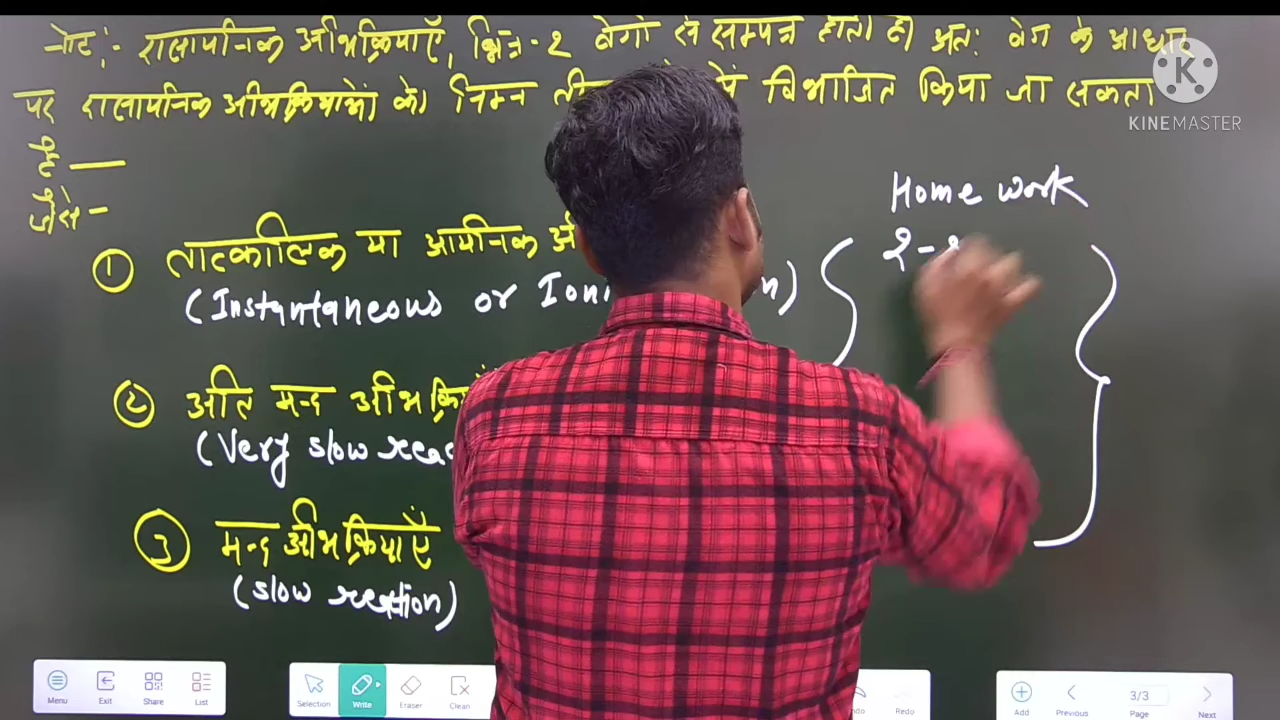 नोट:- रासायनिक अभिक्रियाएँ, भिन्न-२ वेगों से सम्पन्न होती है अतः वेग के आधार
पर रासायनिक अभिक्रियाओं को निम्न में विभाजित किया जा सकता
है —
जैसे -
KINEMASTER
Home work
① तात्कालिक या आयनिक
(Instantaneous or
② अति मन्द
(Very slow
③ मन्द अभिक्रियाएँ
(slow reaction)
Menu Exit Share List Selection Write Eraser Clean Redo Add Previous 3/3 Page Next